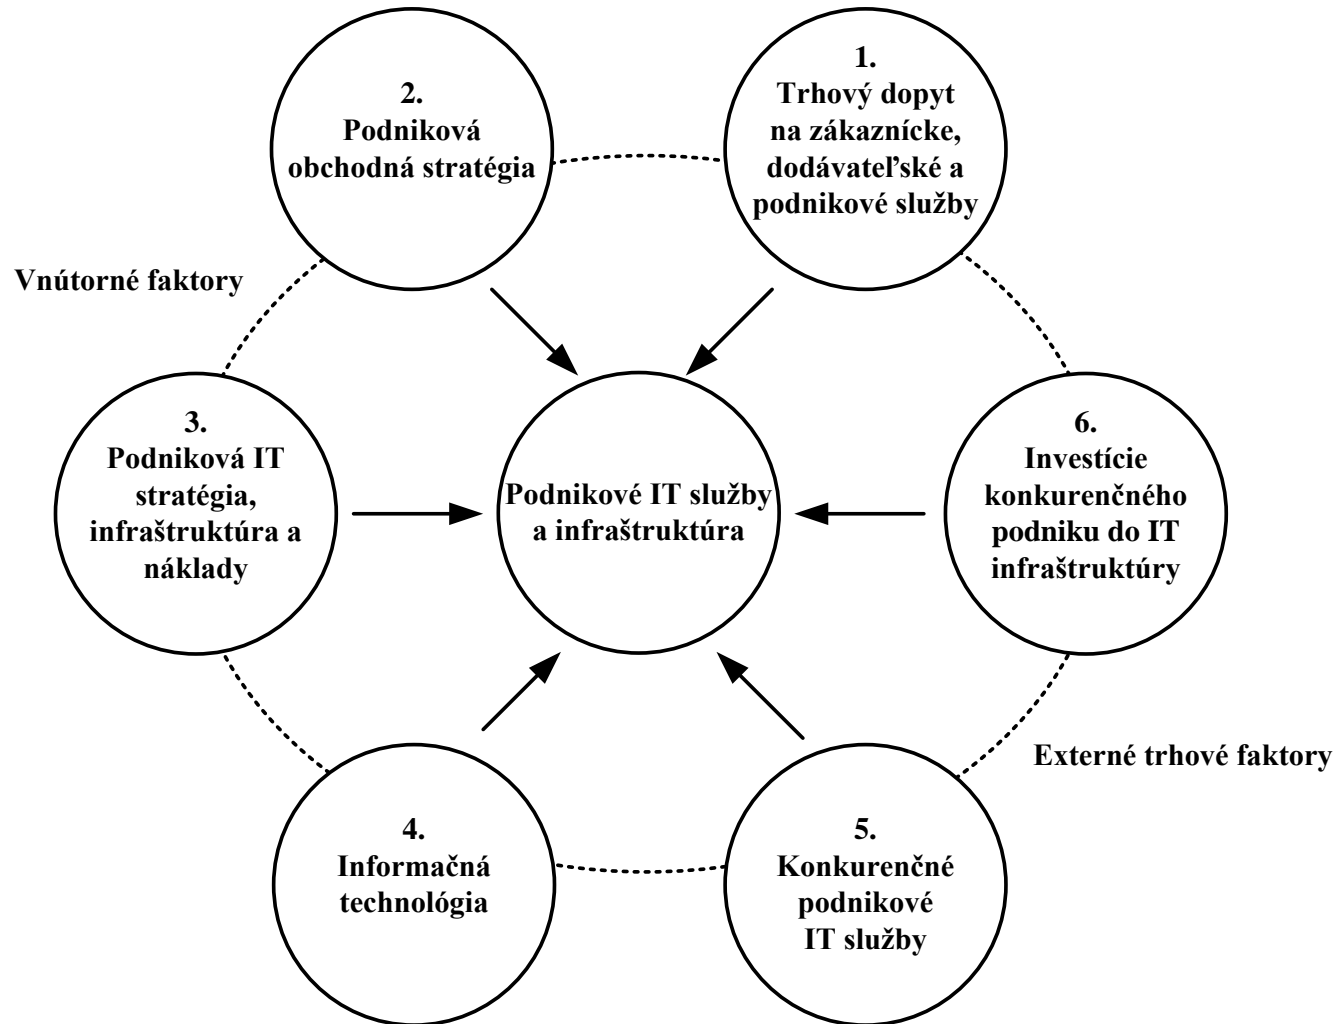 1.
Trhový dopyt
na zákaznícke,
dodávateľské a
podnikové služby
2.
Podniková
obchodná stratégia
Vnútorné faktory
3.
Podniková IT
stratégia,
infraštruktúra a
náklady
Podnikové IT služby
a infraštruktúra
6.
Investície
konkurenčného
podniku do IT
infraštruktúry
Externé trhové faktory
4.
Informačná
technológia
5.
Konkurenčné
podnikové
IT služby